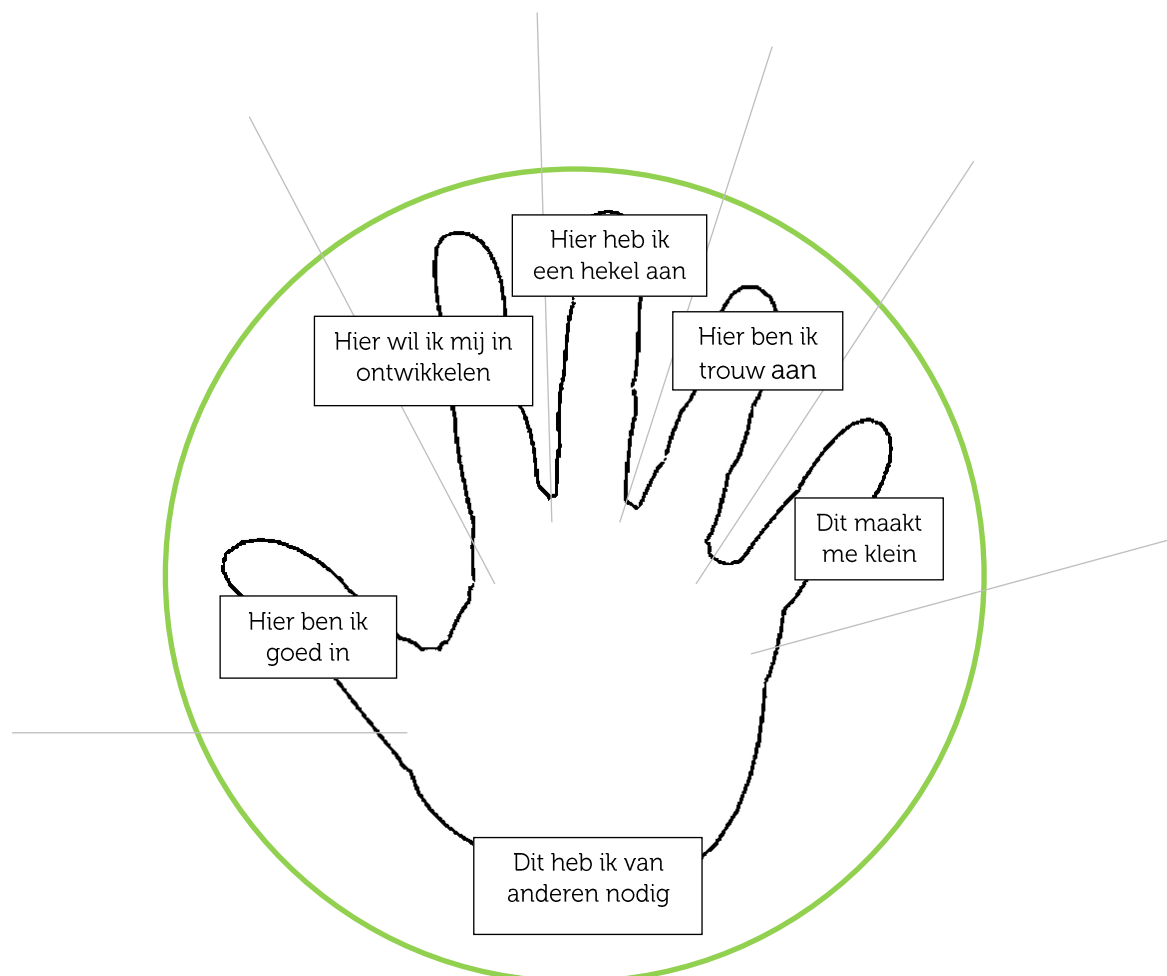 Hier heb ik
een hekel aan
Hier wil ik mij in
ontwikkelen
Hier ben ik
trouw aan
Dit maakt
me klein
Hier ben ik
goed in
Dit heb ik van
anderen nodig